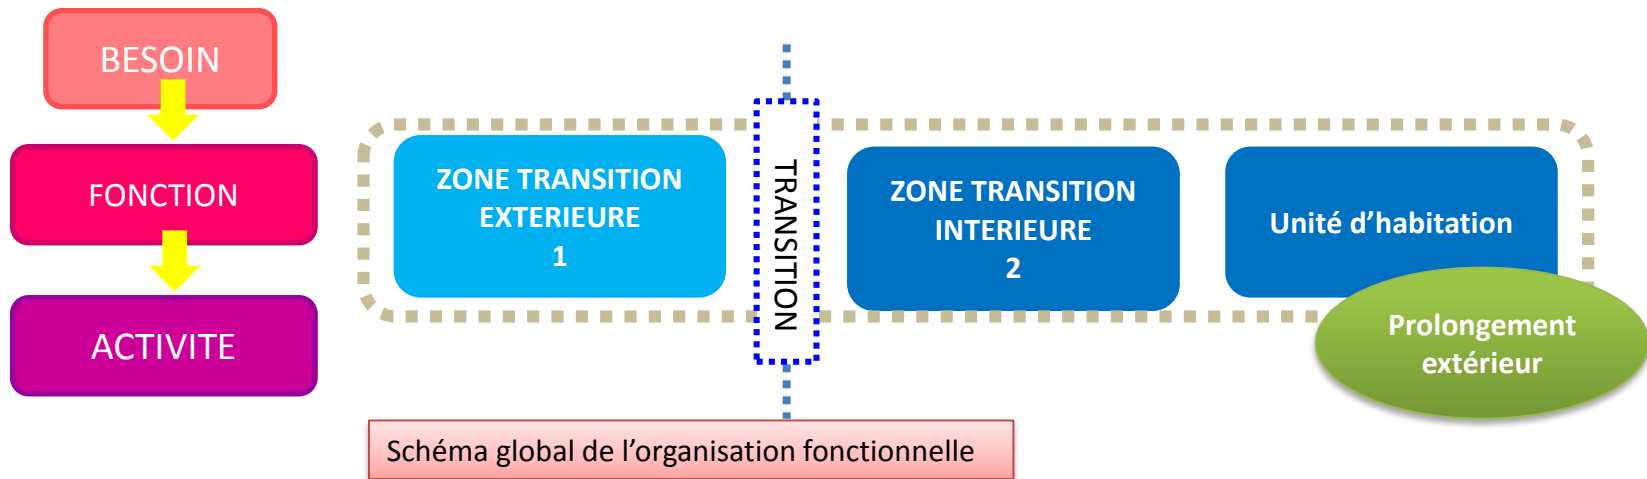 BESOIN
FONCTION
ACTIVITE
ZONE TRANSITION
EXTERIEURE
1
TRANSITION
ZONE TRANSITION
INTERIEURE
2
Unité d’habitation
Prolongement
extérieur
Schéma global de l’organisation fonctionnelle